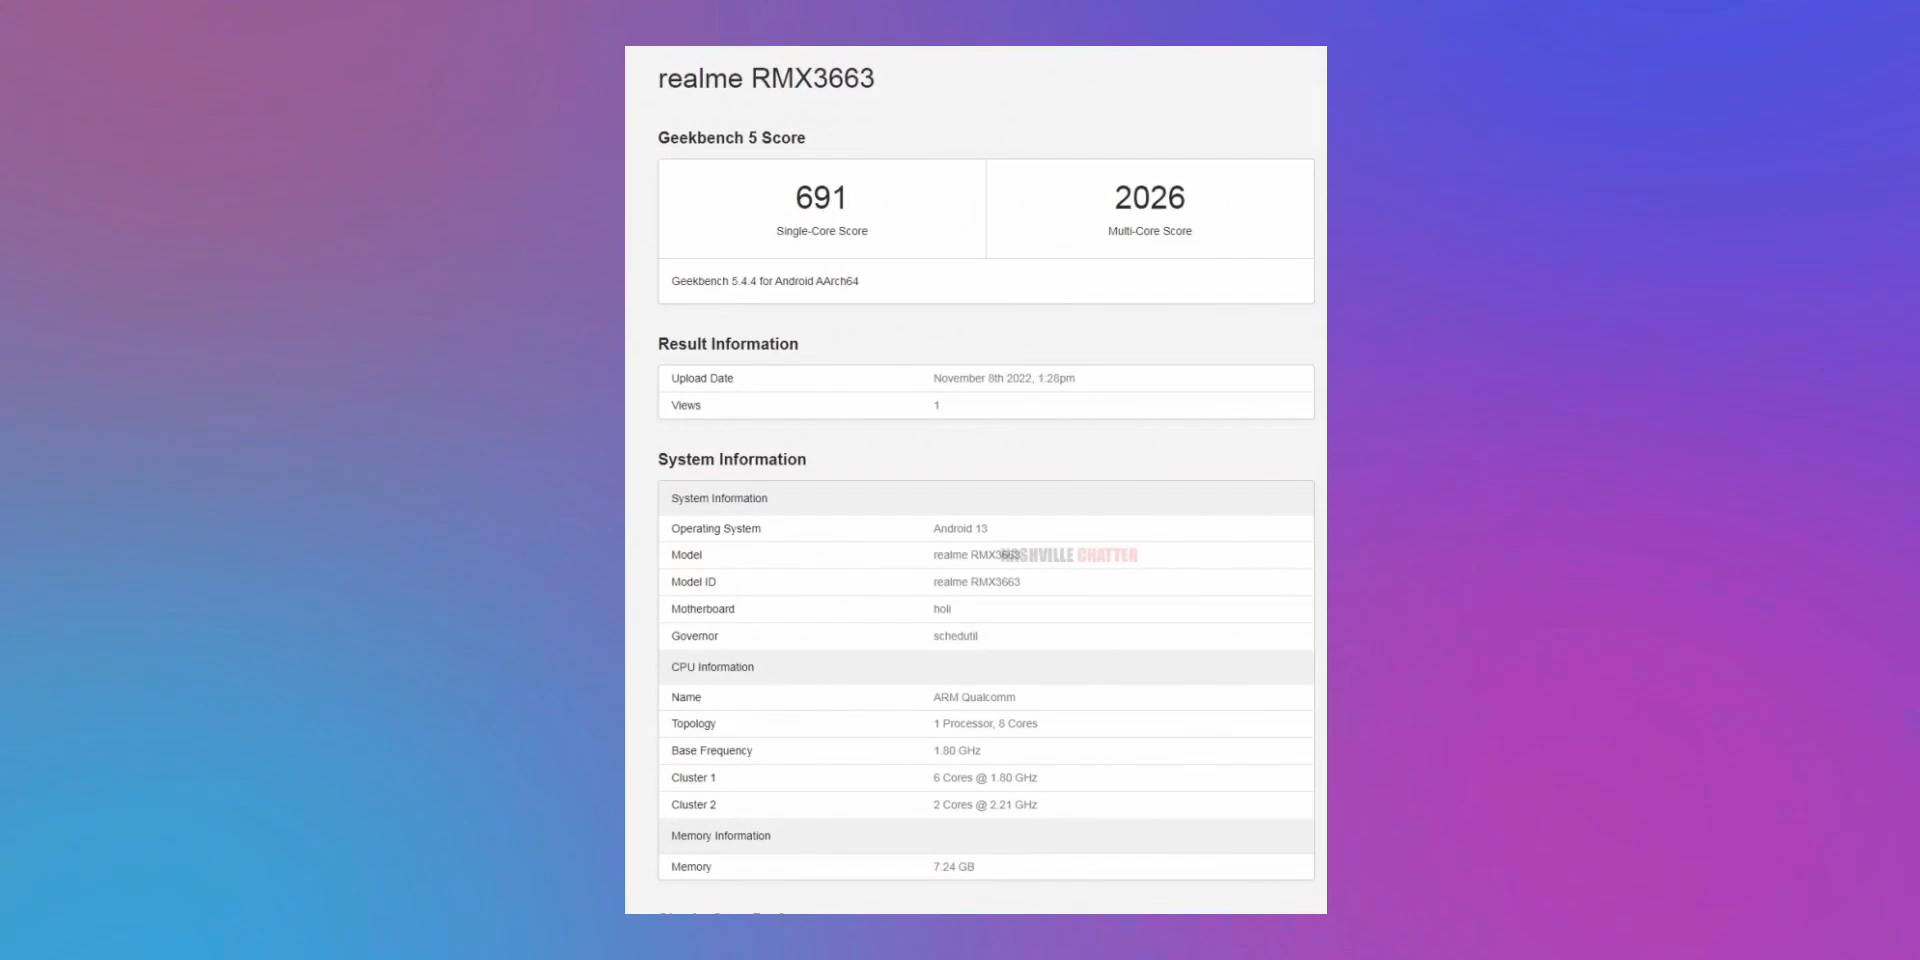 realme RMX3663
Geekbench 5 Score
691
Single-Core Score
2026
Multi-Core Score
Geekbench 5.4.4 for Android AArch64
Result Information
Upload Date November 8th 2022, 1:28pm
Views 1
System Information
System Information
Operating System Android 13
Model realme RMX3663
NASHVILLE CHATTER
Model ID realme RMX3663
Motherboard holi
Governor schedutil
CPU Information
Name ARM Qualcomm
Topology 1 Processor, 8 Cores
Base Frequency 1.80 GHz
Cluster 1 6 Cores @ 1.80 GHz
Cluster 2 2 Cores @ 2.21 GHz
Memory Information
Memory 7.24 GB